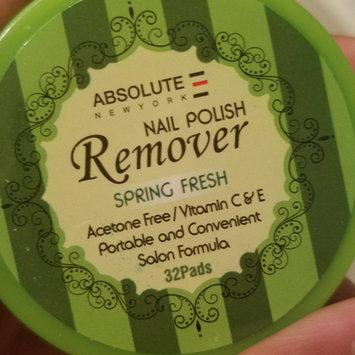 ABSOLUTE
NEW YORK
NAIL POLISH
Remover
SPRING FRESH
Acetone Free/Vitamin C & E
Portable and Convenient
Salon Formula
32Pads